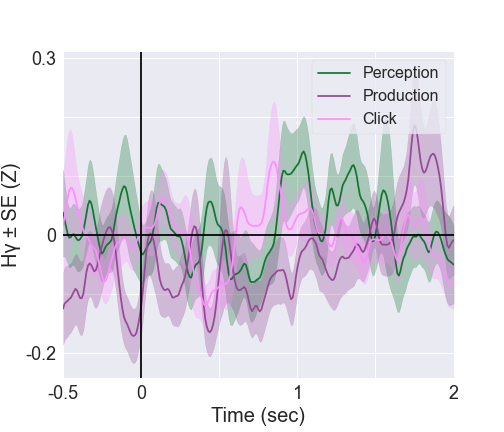 0.3
Perception
Production
Click
Hγ ± SE (Z)
0
-0.2
-0.5
0
1
2
Time (sec)